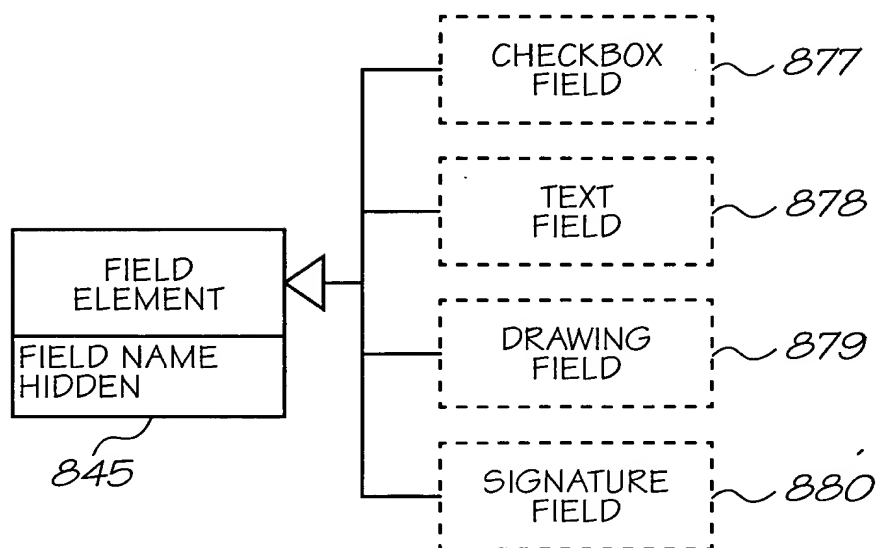 CHECKBOX
FIELD
877
TEXT
FIELD
878
FIELD
ELEMENT
FIELD NAME
HIDDEN
845
DRAWING
FIELD
879
SIGNATURE
FIELD
880